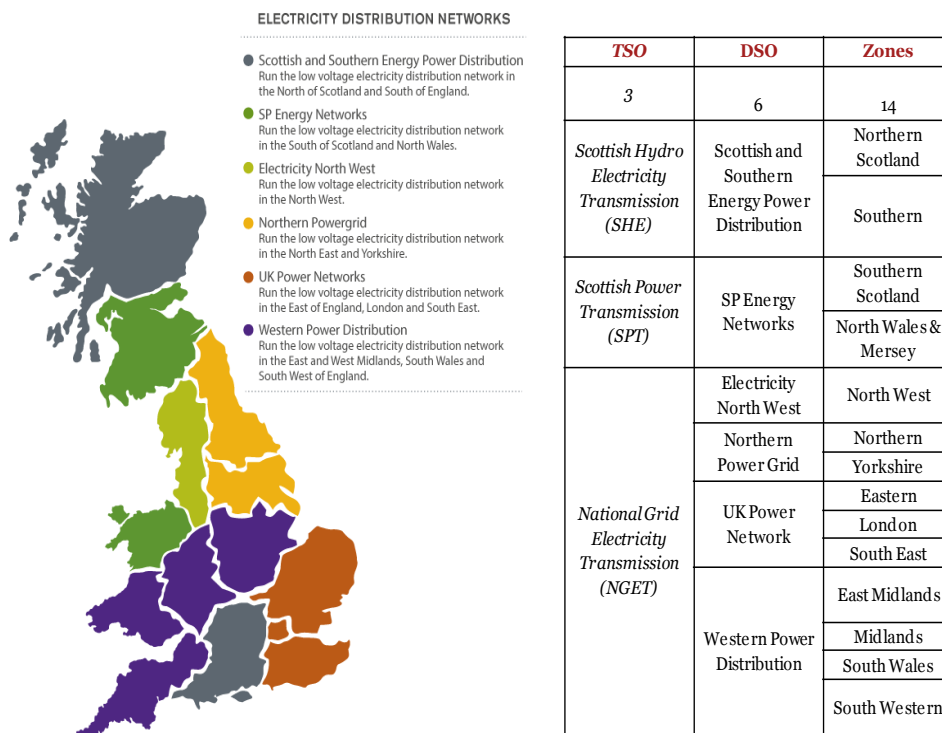 ELECTRICITY DISTRIBUTION NETWORKS
Scottish and Southern Energy Power Distribution
Run the low voltage electricity distribution network in
the North of Scotland and South of England.
SP Energy Networks
Run the low voltage electricity distribution network
in the South of Scotland and North Wales.
Electricity North West
Run the low voltage electricity distribution network
in the North West.
Northern Powergrid
Run the low voltage electricity distribution network
in the North East and Yorkshire.
UK Power Networks
Run the low voltage electricity distribution network
in the East of England, London and South East.
Western Power Distribution
Run the low voltage electricity distribution network
in the East and West Midlands, South Wales and
South West of England.
TSO DSO Zones
3 6 14
Scottish Hydro
Electricity
Transmission
(SHE)
Scottish and
Southern
Energy Power
Distribution
Northern
Scotland
Southern
Scottish Power
Transmission
(SPT)
SP Energy
Networks
Southern
Scotland
North Wales &
Mersey
National Grid
Electricity
Transmission
(NGET)
Electricity
North West
North West
Northern
Power Grid
Northern
Yorkshire
UK Power
Network
Eastern
London
South East
Western Power
Distribution
East Midlands
Midlands
South Wales
South Western